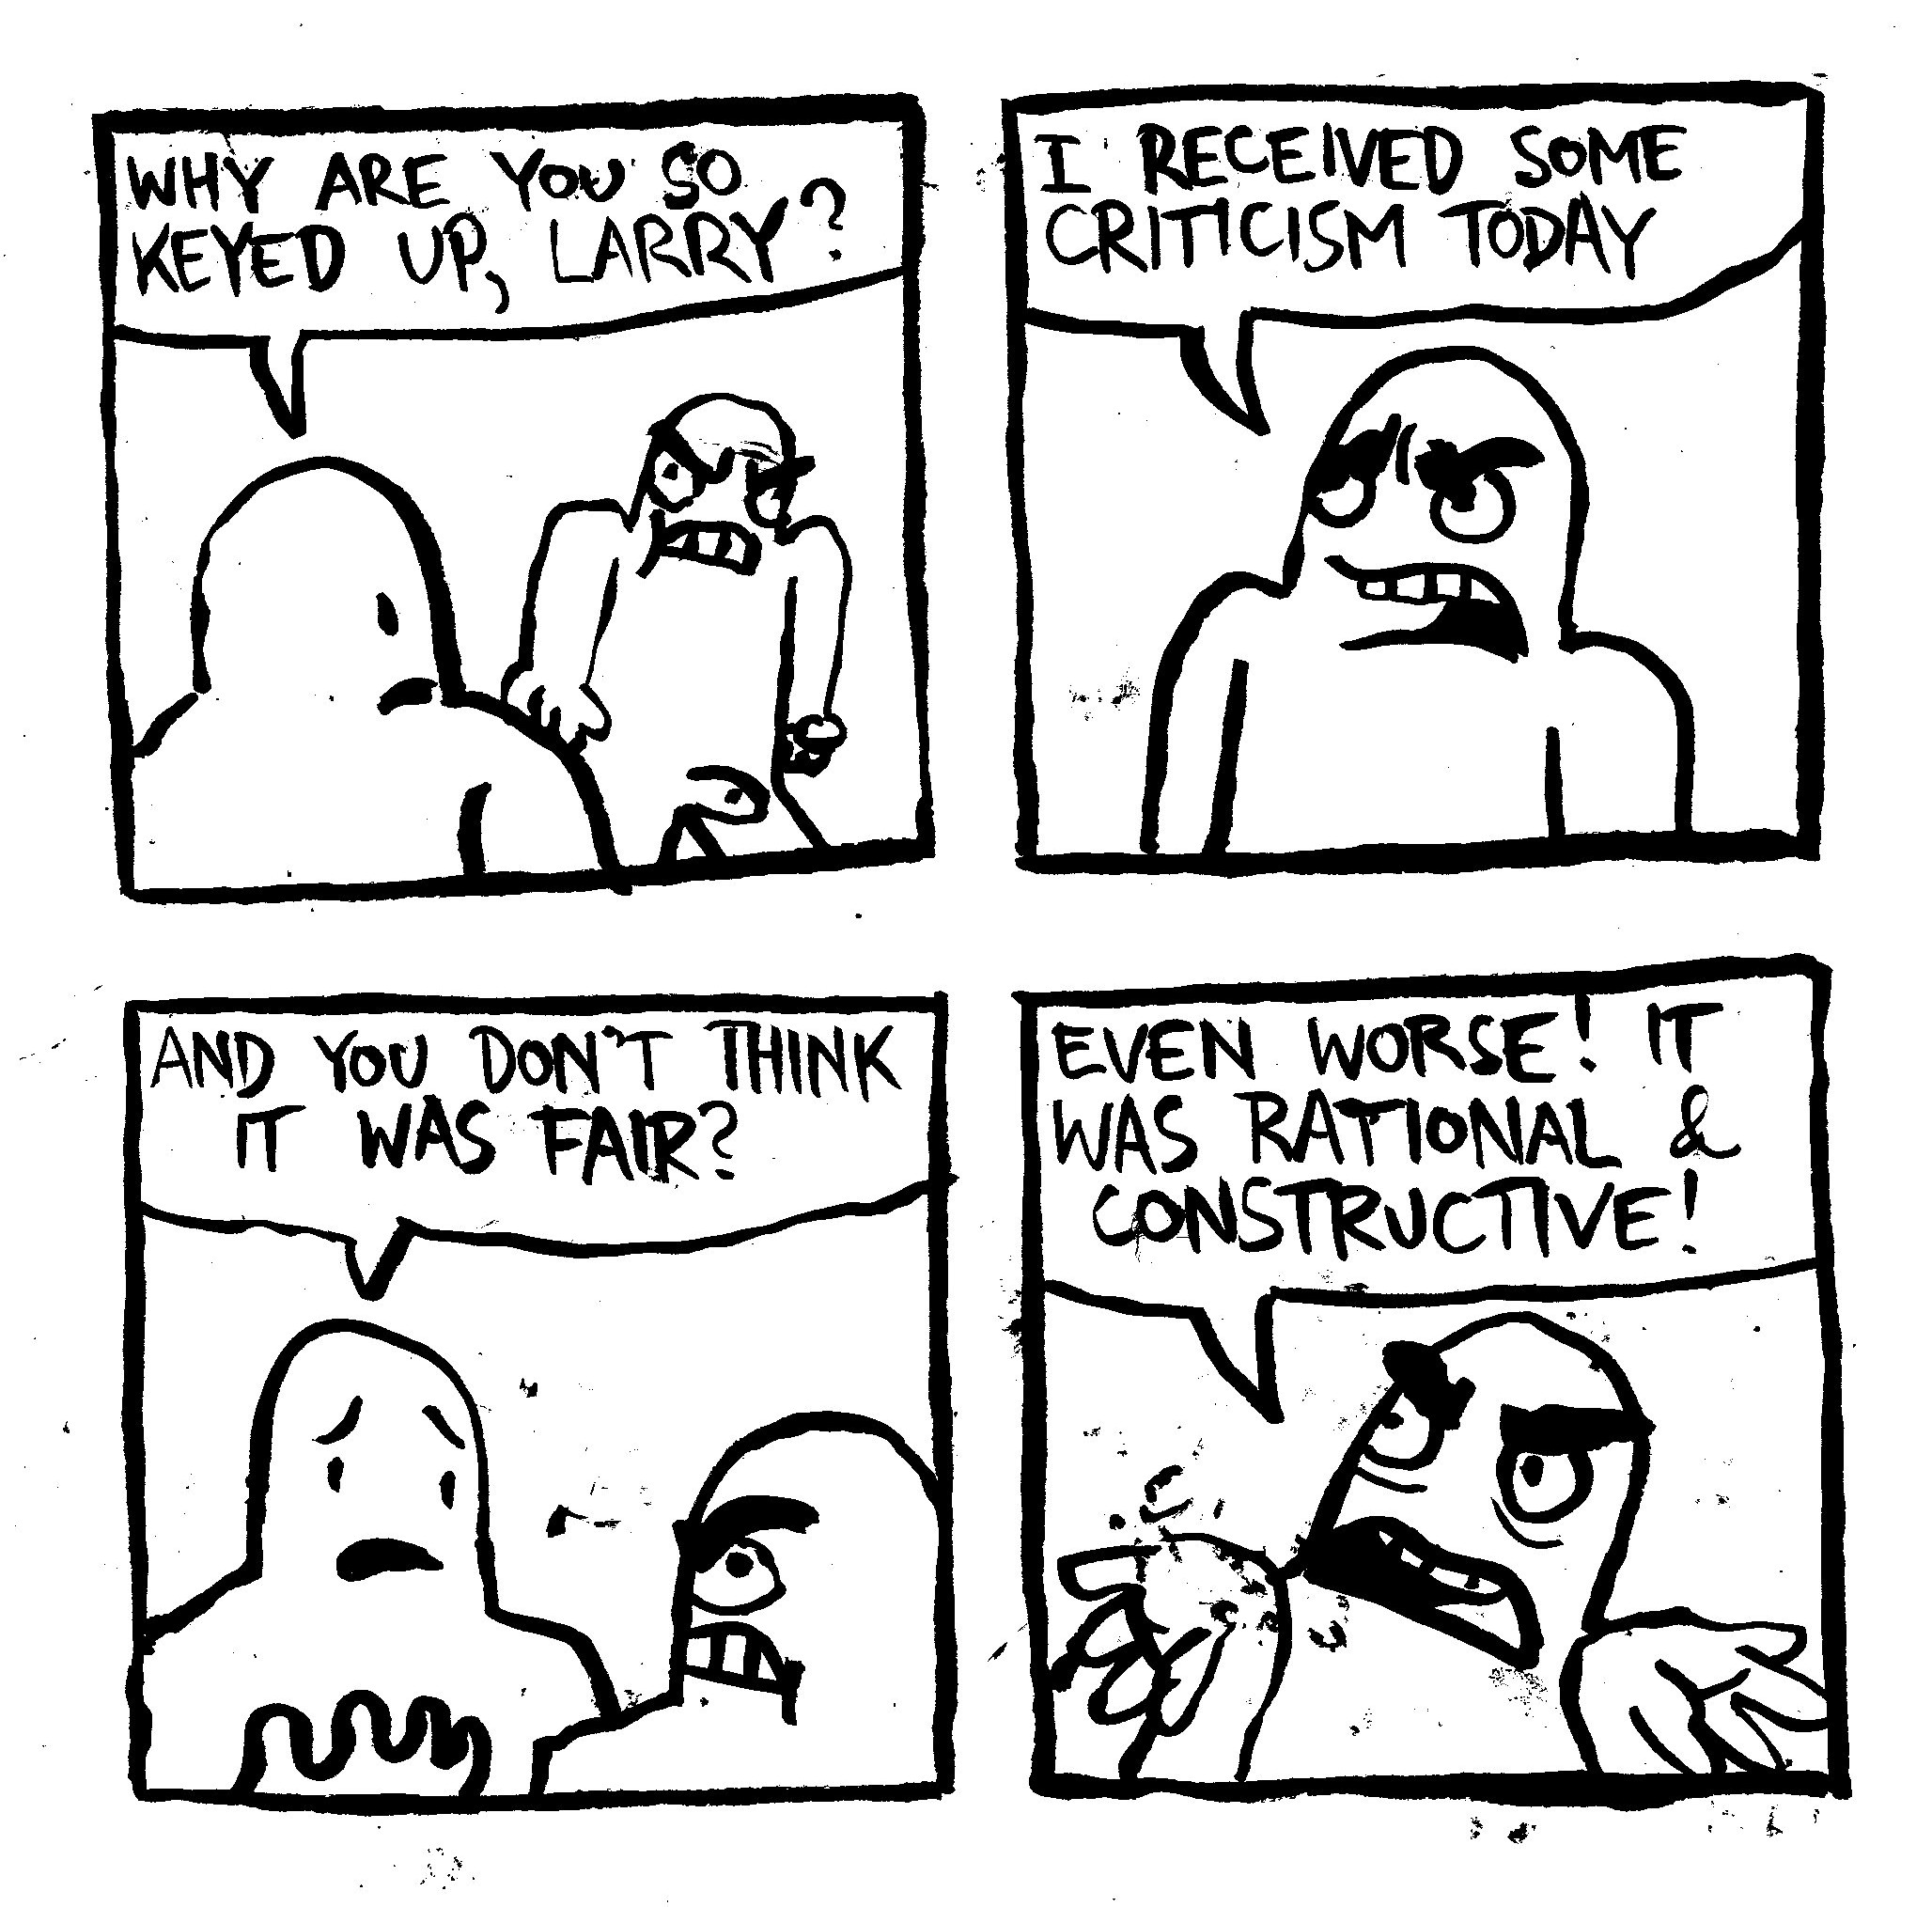 WHY ARE YOU SO
KEYED UP, LARRY?
I RECEIVED SOME
CRITICISM TODAY
AND YOU DON'T THINK
IT WAS FAIR?
EVEN WORSE! IT
WAS RATIONAL &
CONSTRUCTIVE!